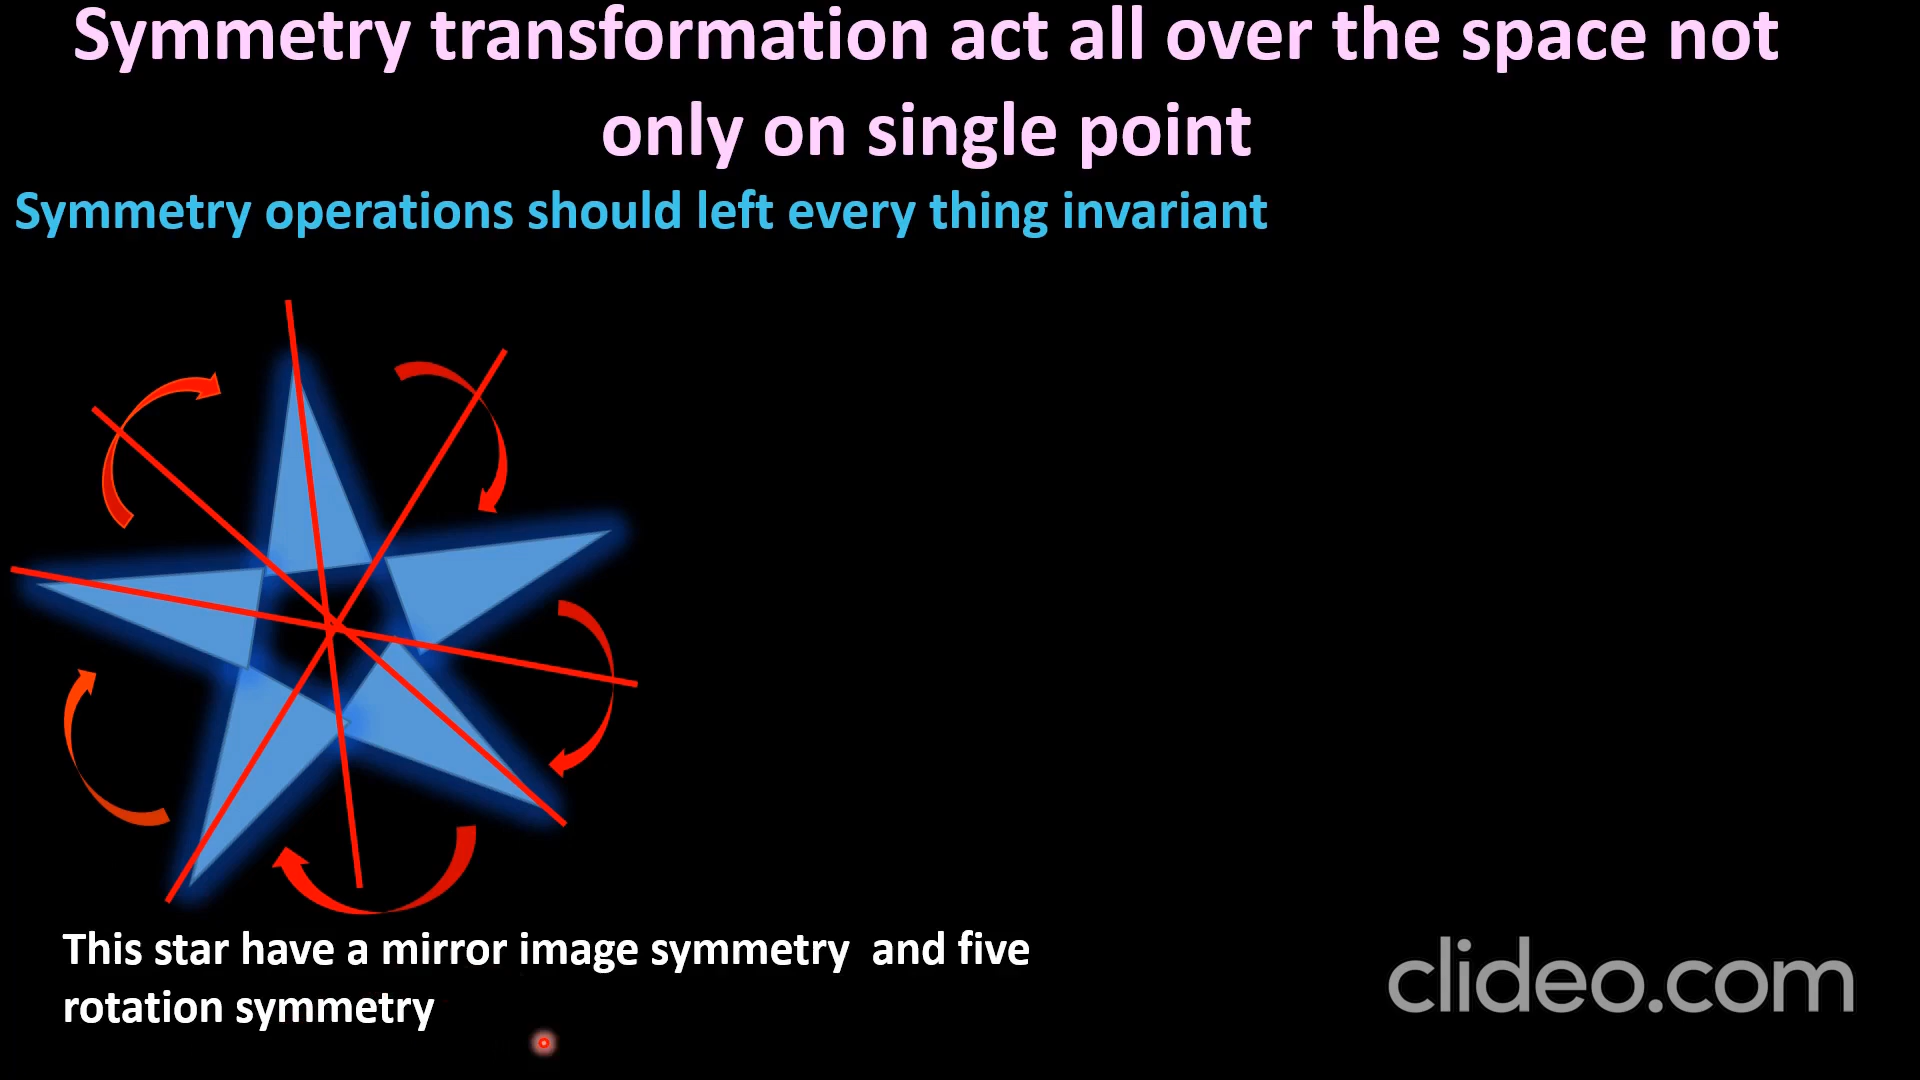 Symmetry transformation act all over the space not
only on single point
Symmetry operations should left every thing invariant
This star have a mirror image symmetry and five
rotation symmetry
clideo.com